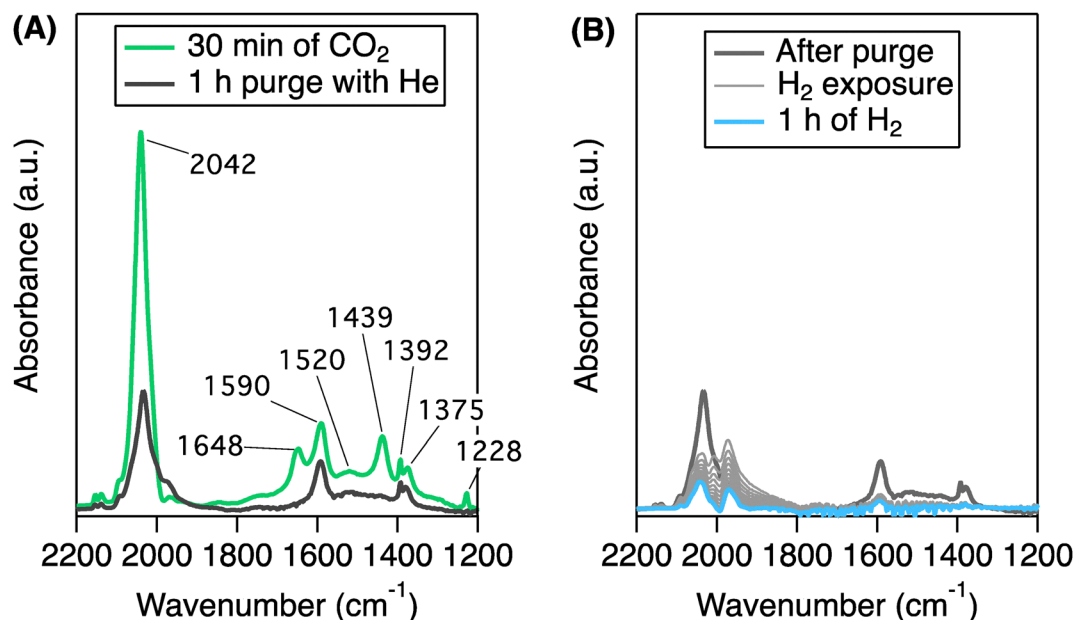 (A)
30 min of CO₂
1 h purge with He
2042
1439
1392
1520
1590
1375
1648
1228
Absorbance (a.u.)
2200 2000 1800 1600 1400 1200
Wavenumber (cm⁻¹)
(B)
After purge
H₂ exposure
1 h of H₂
Absorbance (a.u.)
2200 2000 1800 1600 1400 1200
Wavenumber (cm⁻¹)